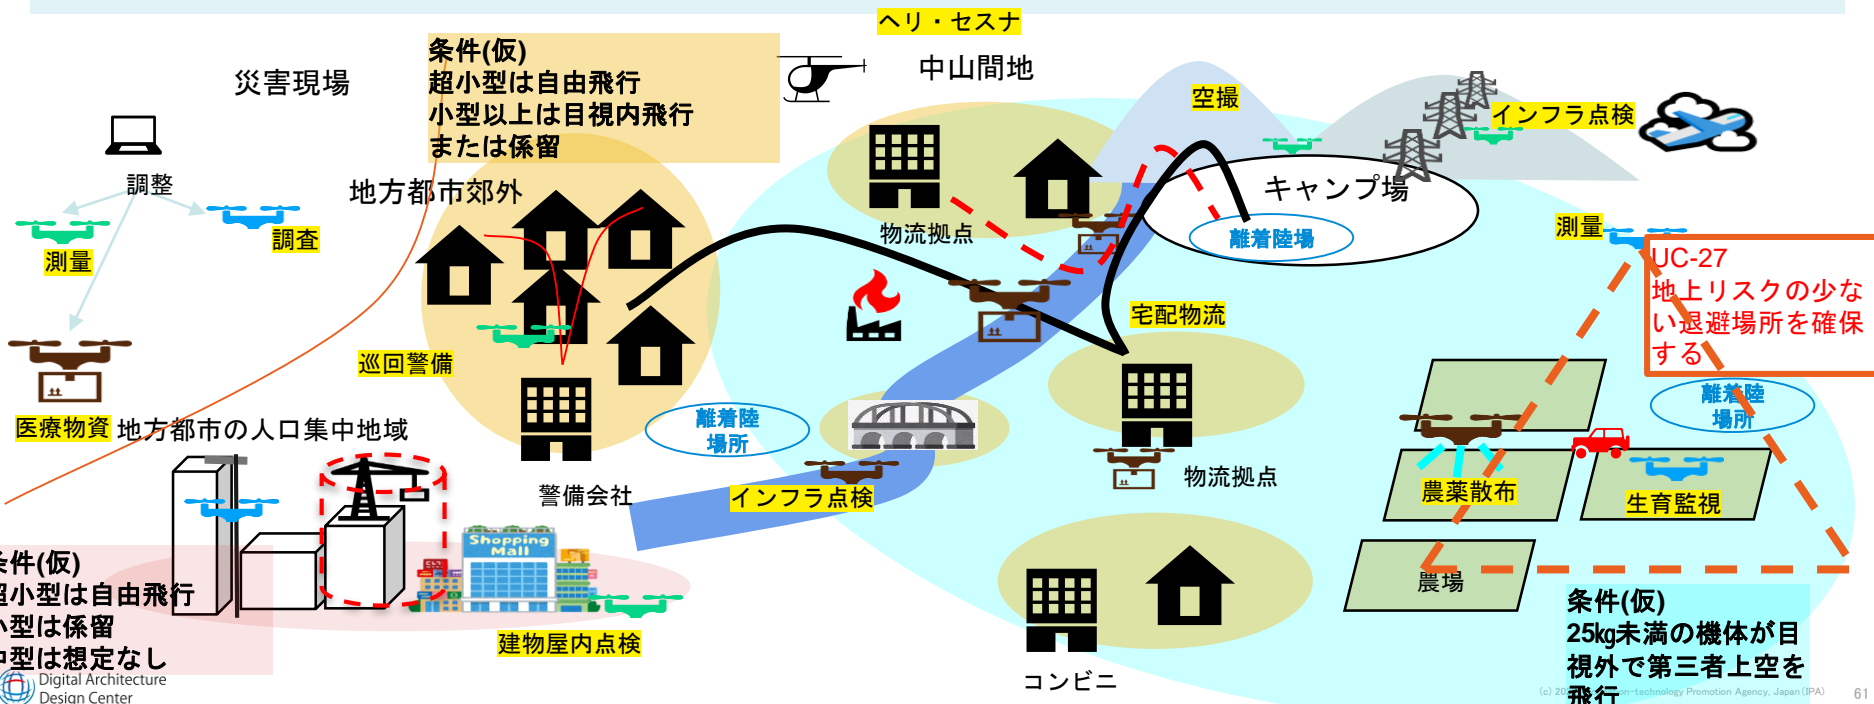 ヘリ・セスナ
条件(仮)
超小型は自由飛行
小型以上は目視内飛行
または係留
災害現場
中山間地
空撮
インフラ点検
調整
地方都市郊外
キャンプ場
測量
調査
測量
物流拠点
離着陸場
UC-27
地上リスクの少な
い退避場所を確保
する
宅配物流
巡回警備
医療物資
地方都市の人口集中地域
離着陸
場所
離着陸
場所
警備会社
インフラ点検
物流拠点
農薬散布
生育監視
Shopping
Mall
条件(仮)
超小型は自由飛行
小型は係留
中型は想定なし
建物屋内点検
農場
条件(仮)
25kg未満の機体が目
視外で第三者上空を
飛行
コンビニ
Digital Architecture
Design Center
-technology Promotion Agency, Japan(IPA)
61